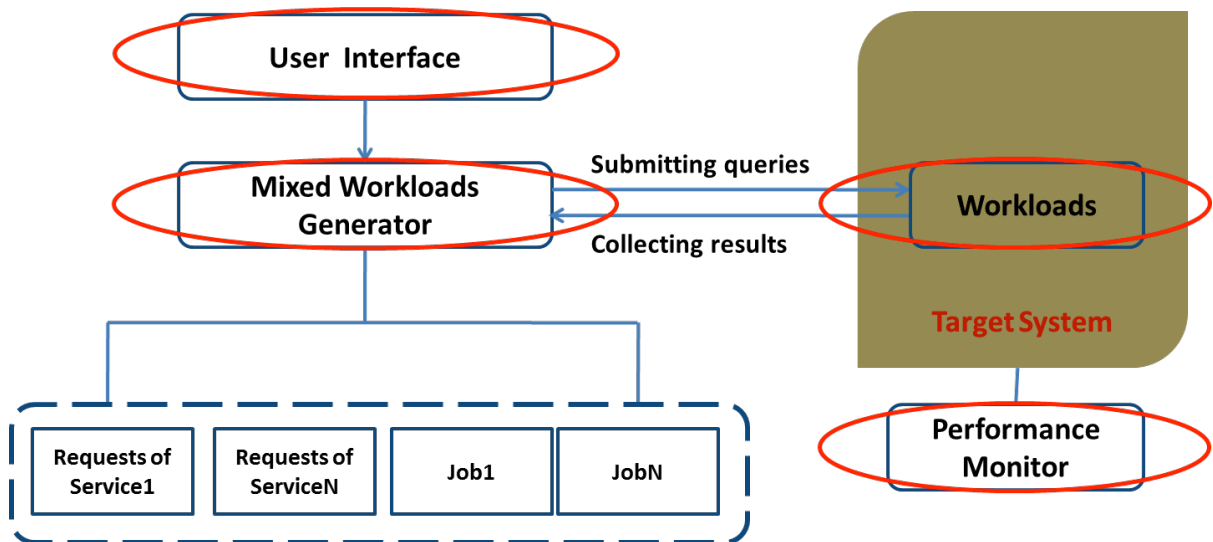 User Interface
Mixed Workloads
Generator
Submitting queries
Collecting results
Workloads
Target System
Requests of
Service1
Requests of
ServiceN
Job1
JobN
Performance
Monitor